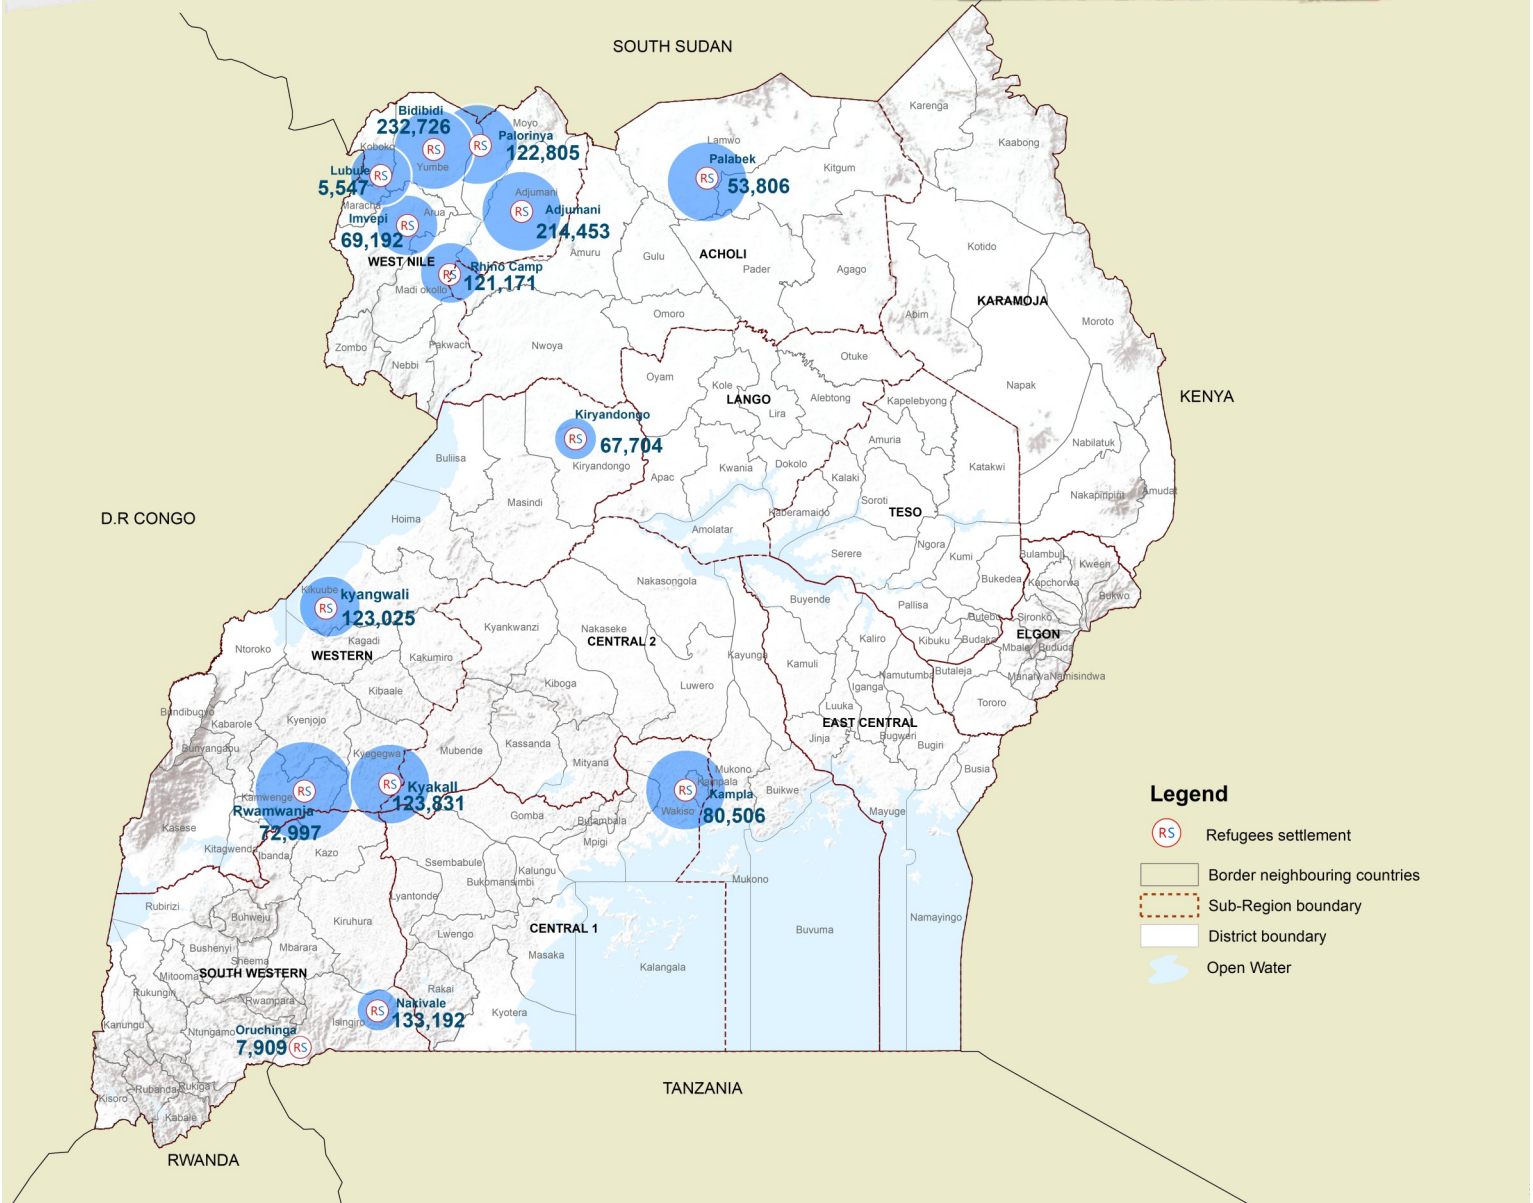 SOUTH SUDAN
Karenga
Bidibidi
232,726
Moyo
Palorinya
122,805
Koboko
Yumbe
Lamwo
Palabek
53,806
Kitgum
Kaabong
Lubule
5,547
Maracha
Imvepi
69,192
Arua
Adjumani
Adjumani
214,453
WEST NILE
Rhino Camp
121,171
Madi okollo
Amuru
Gulu
ACHOLI
Pader
Agago
Kotido
KARAMOJA
Abim
Moroto
Omoro
Zombo
Nebbi
Pakwach
Nwoya
Oyam
Kole
LANGO
Lira
Otuke
Alebtong
Kapelebyong
Napak
KENYA
Kiryandongo
67,704
Kiryandongo
Buliisa
Masindi
Hoima
Apac
Kwania
Dokolo
Amuria
Kalaki
Katakwi
Nabilatuk
Nakapiripirit
Amudat
D.R CONGO
Soroti
TESO
Kaberamaido
Amolatar
Serere
Ngora
Kumi
Bukedea
Bulambuli
Kween
Kapchorwa
Bukwo
Kikuube
kyangwali
123,025
Kagadi
WESTERN
Ntoroko
Kakumiro
Kibaale
Nakasongola
Kyankwanzi
Nakaseke
CENTRAL 2
Kiboga
Luwero
Kayunga
Buyende
Kaliro
Kamuli
Pallisa
Butebo
Kibuku
Budaka
Sironko
ELGON
Mbale
Bududa
Manafwa
Namisindwa
Namutumba
Butaleja
Tororo
Iganga
Luuka
EAST CENTRAL
Jinja
Bugweri
Bugiri
Busia
Bundibugyo
Kabarole
Bunyangabu
Kyenjojo
Kyegegwa
Mubende
Kassanda
Mityana
Kamwenge
Rwamwanja
72,997
Kyakall
123,831
Kasese
Kitagwenda
Ibanda
Kazo
Gomba
Butambala
Mpigi
Wakiso
Mukono
Kampala
Kampla
80,506
Buikwe
Mayuge
Legend
RS Refugees settlement
Border neighbouring countries
Sub-Region boundary
District boundary
Open Water
Ssembabule
Kalungu
Bukomansimbi
Lyantonde
Lwengo
CENTRAL 1
Masaka
Kalangala
Mukono
Buvuma
Namayingo
Rubirizi
Buhweju
Kiruhura
Bushenyi
Mbarara
Sheema
Mitooma
SOUTH WESTERN
Rukungiri
Rwampara
Kanungu
Ntungamo
Isingiro
Nakivale
133,192
Rakai
Kyotera
Oruchinga
7,909
Kisoro
Rubanda
Rukiga
Kabale
TANZANIA
RWANDA